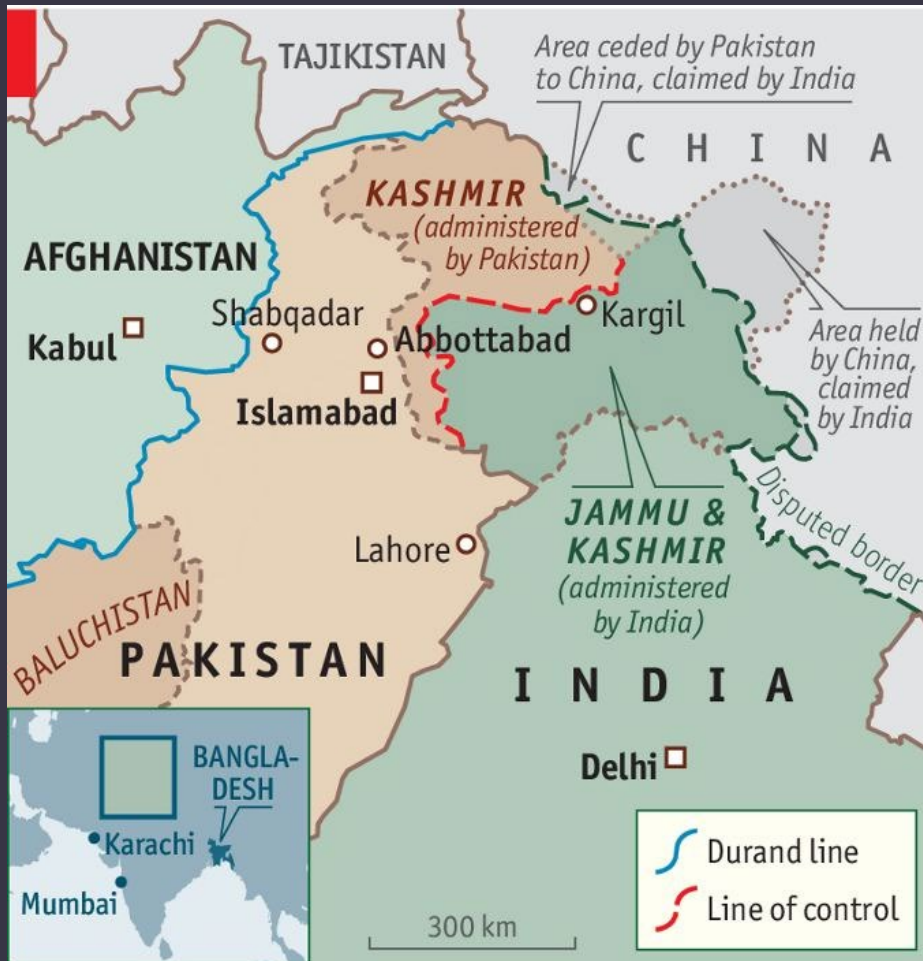 TAJIKISTAN
Area ceded by Pakistan
to China, claimed by India
CHINA
KASHMIR
(administered
by Pakistan)
AFGHANISTAN
Kabul
Shabqadar
Abbottabad
Islamabad
Kargil
Area held
by China,
claimed
by India
JAMMU &
KASHMIR
(administered
by India)
Disputed border
Lahore
BALUCHISTAN
PAKISTAN
INDIA
Delhi
BANGLA-
DESH
Karachi
Mumbai
300 km
Durand line
Line of control